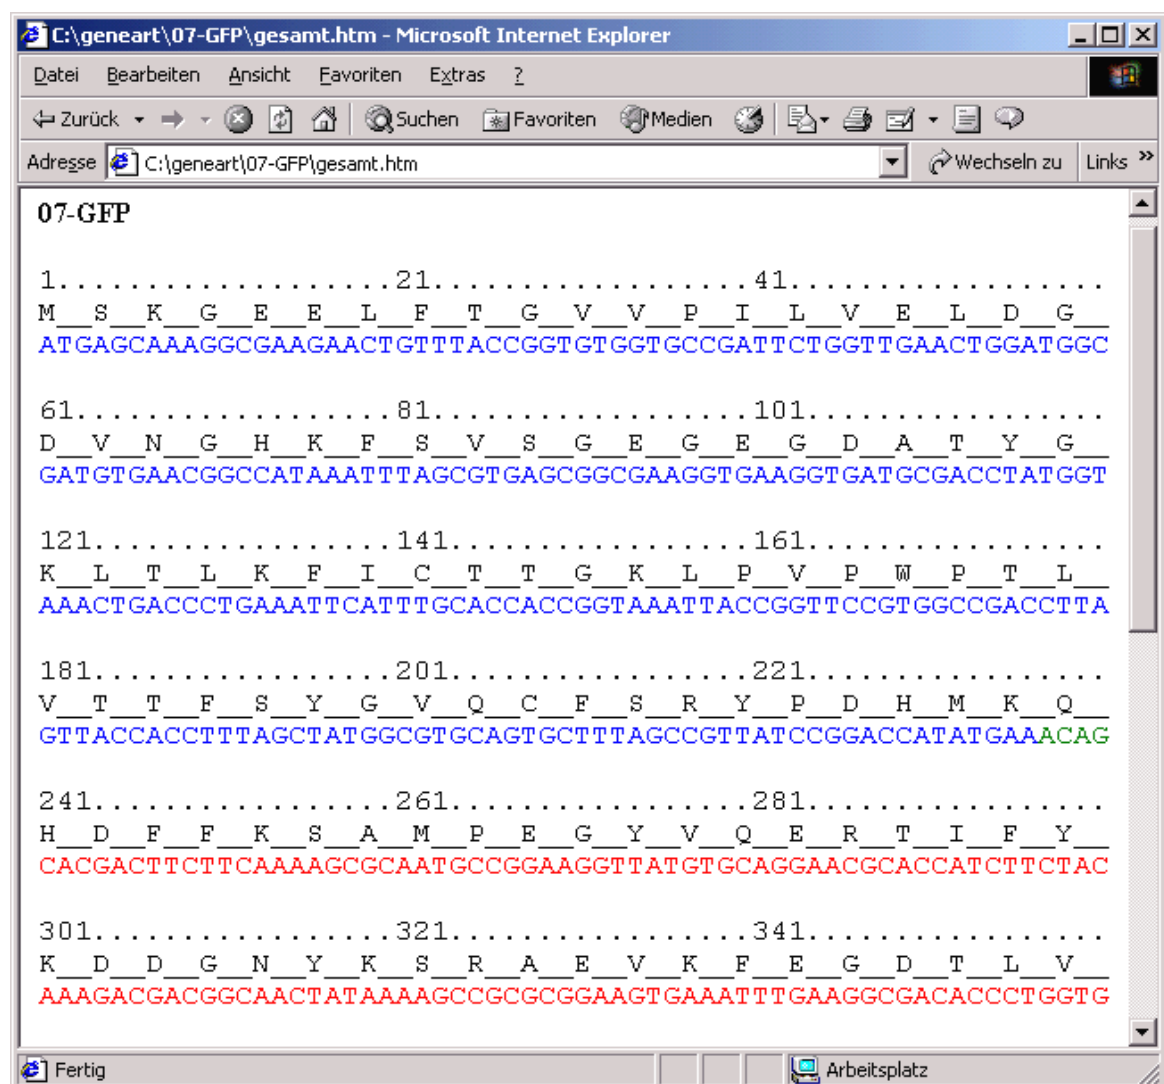 C:\geneart\07-GFP\gesamt.htm - Microsoft Internet Explorer
Datei Bearbeiten Ansicht Favoriten Extras ?
Zurück Suchen Favoriten Medien
Adresse C:\geneart\07-GFP\gesamt.htm Wechseln zu Links »
07-GFP
1...................21...................41..................
M__S__K__G__E__E__L__F__T__G__V__V__P__I__L__V__E__L__D__G__
ATGAGCAAAGGCGAAGAACTGTTTACCGGTGTGGTGCCGATTCTGGTTGAACTGGATGGC
61..................81...................101.................
D__V__N__G__H__K__F__S__V__S__G__E__G__E__G__D__A__T__Y__G__
GATGTGAACGGCCATAAATTTAGCGTGAGCGGCGAAGGTGAAGGTGATGCGACCTATGGT
121.................141.................161.................
K__L__T__L__K__F__I__C__T__T__G__K__L__P__V__P__W__P__T__L__
AAACTGACCCTGAAATTCATTTGCACCACCGGTAAATTACCGGTTCCGTGGCCGACCTTA
181.................201.................221.................
V__T__T__F__S__Y__G__V__Q__C__F__S__R__Y__P__D__H__M__K__Q__
GTTACCACCTTTAGCTATGGCGTGCAGTGCTTTAGCCGTTATCCGGACCATATGAAACAG
241.................261.................281.................
H__D__F__F__K__S__A__M__P__E__G__Y__V__Q__E__R__T__I__F__Y__
CACGACTTCTTCAAAAGCGCAATGCCGGAAGGTTATGTGCAGGAACGCACCATCTTCTAC
301.................321.................341.................
K__D__D__G__N__Y__K__S__R__A__E__V__K__F__E__G__D__T__L__V__
AAAGACGACGGCAACTATAAAAGCCGCGCGGAAGTGAAATTTGAAGGCGACACCCTGGTG
Fertig Arbeitsplatz